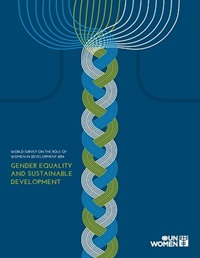 WORLD SURVEY ON THE ROLE OF
WOMEN IN DEVELOPMENT 2014
GENDER EQUALITY
AND SUSTAINABLE
DEVELOPMENT
UN
WOMEN